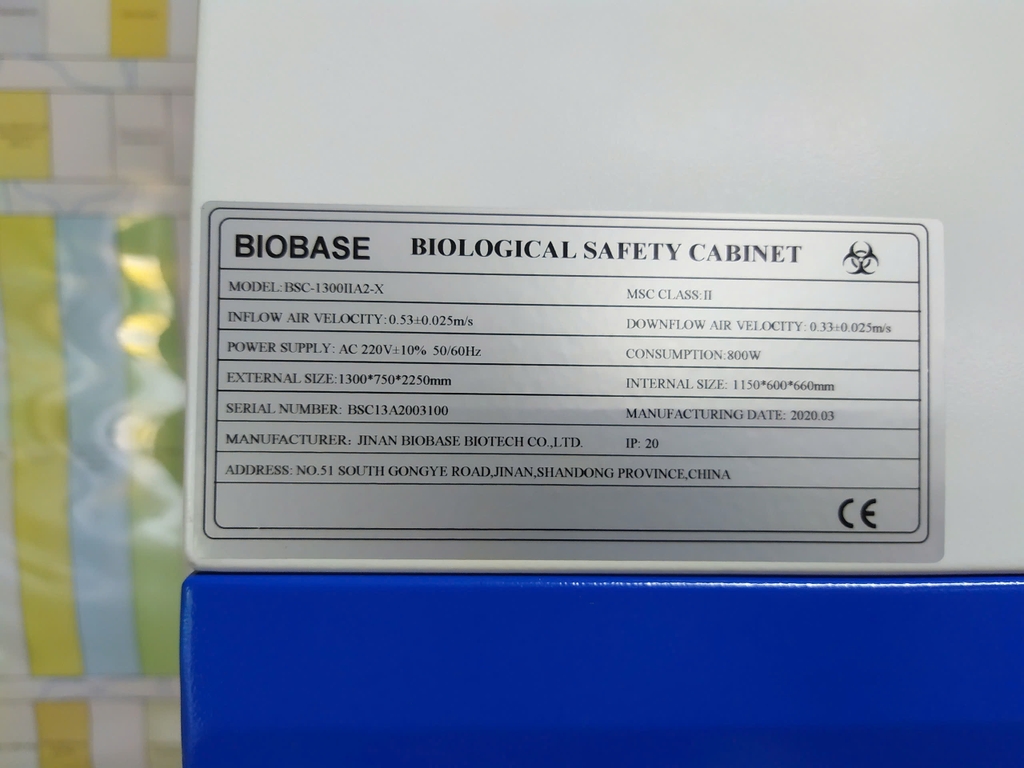 BIOBASE BIOLOGICAL SAFETY CABINET
MODEL: BSC-1300IIA2-X MSC CLASS: II
INFLOW AIR VELOCITY: 0.53±0.025m/s DOWNFLOW AIR VELOCITY: 0.33±0.025m/s
POWER SUPPLY: AC 220V±10% 50/60Hz CONSUMPTION: 800W
EXTERNAL SIZE: 1300*750*2250mm INTERNAL SIZE: 1150*600*660mm
SERIAL NUMBER: BSC13A2003100 MANUFACTURING DATE: 2020.03
MANUFACTURER: JINAN BIOBASE BIOTECH CO.,LTD. IP: 20
ADDRESS: NO.51 SOUTH GONGYE ROAD,JINAN,SHANDONG PROVINCE,CHINA
CE